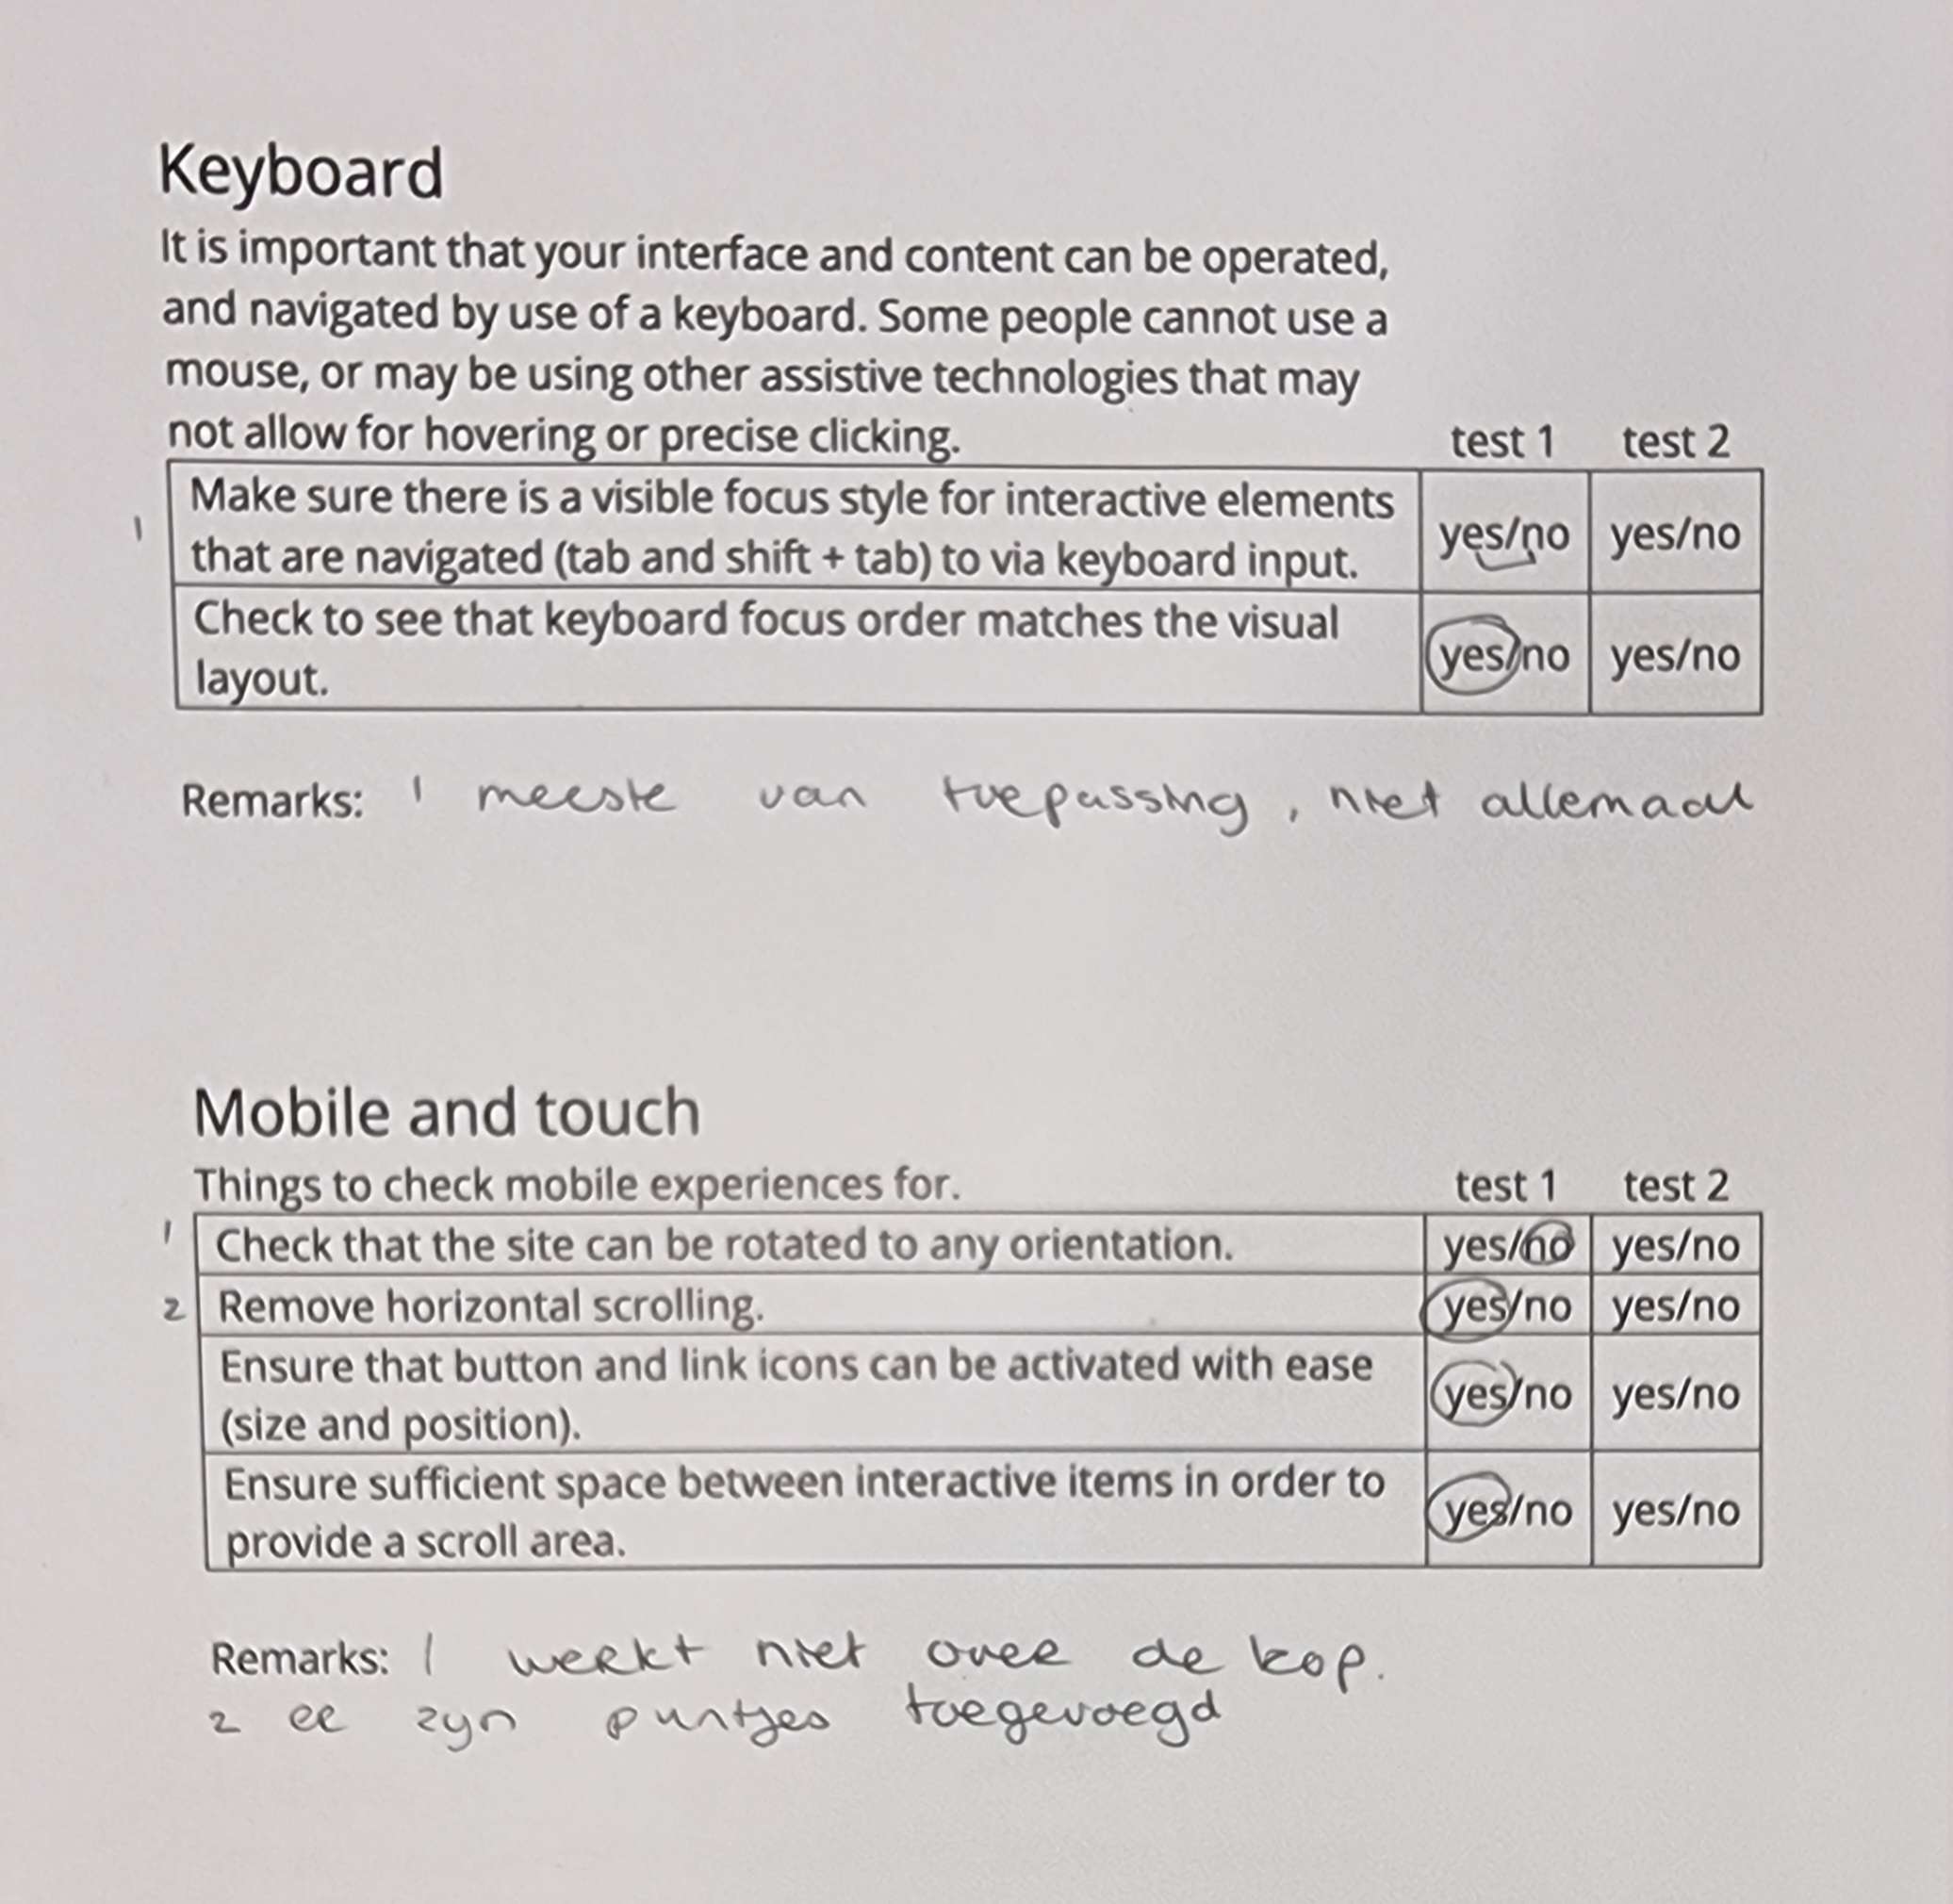 Keyboard
It is important that your interface and content can be operated,
and navigated by use of a keyboard. Some people cannot use a
mouse, or may be using other assistive technologies that may
not allow for hovering or precise clicking. test 1 test 2
1 Make sure there is a visible focus style for interactive elements
that are navigated (tab and shift + tab) to via keyboard input. yes/no yes/no
Check to see that keyboard focus order matches the visual
layout. yes/no yes/no
Remarks: 1 meeste van toepassing, niet allemaal
Mobile and touch
Things to check mobile experiences for. test 1 test 2
1 Check that the site can be rotated to any orientation. yes/no yes/no
2 Remove horizontal scrolling. yes/no yes/no
Ensure that button and link icons can be activated with ease
(size and position). yes/no yes/no
Ensure sufficient space between interactive items in order to
provide a scroll area. yes/no yes/no
Remarks: 1 werkt niet over de kop.
2 er zyn puntjes toegevoegd